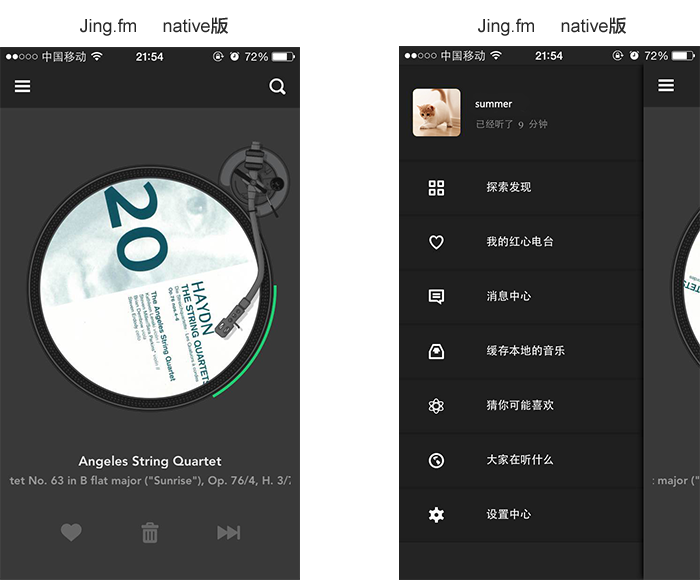 Jing.fm native版
中国移动 21:54 72%
20
HAYDN
THE STRING QUARTETS
Op.76 nos.4-6
The Angeles String Quartet
Angeles String Quartet
tet No. 63 in B flat major ("Sunrise"), Op. 76/4, H. 3/7
Jing.fm native版
中国移动 21:54 72%
summer
已经听了 9 分钟
探索发现
我的红心电台
消息中心
缓存本地的音乐
猜你可能喜欢
大家在听什么
设置中心
: major ("